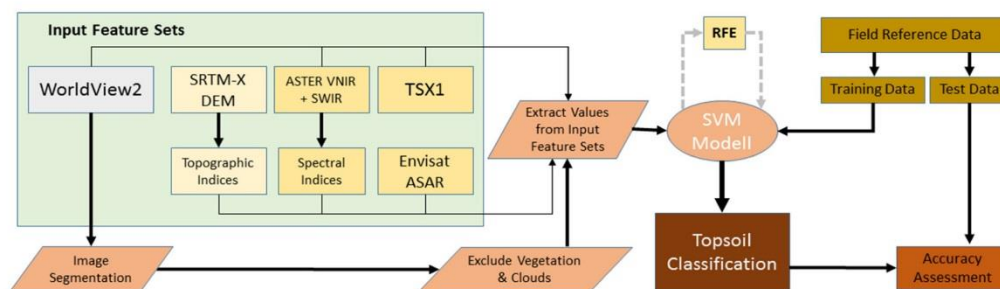 Input Feature Sets
WorldView2
SRTM-X
DEM
ASTER VNIR
+ SWIR
TSX1
Topographic
Indices
Spectral
Indices
Envisat
ASAR
Image
Segmentation
Exclude Vegetation
& Clouds
Extract Values
from Input
Feature Sets
RFE
SVM
Modell
Topsoil
Classification
Field Reference Data
Training Data
Test Data
Accuracy
Assessment